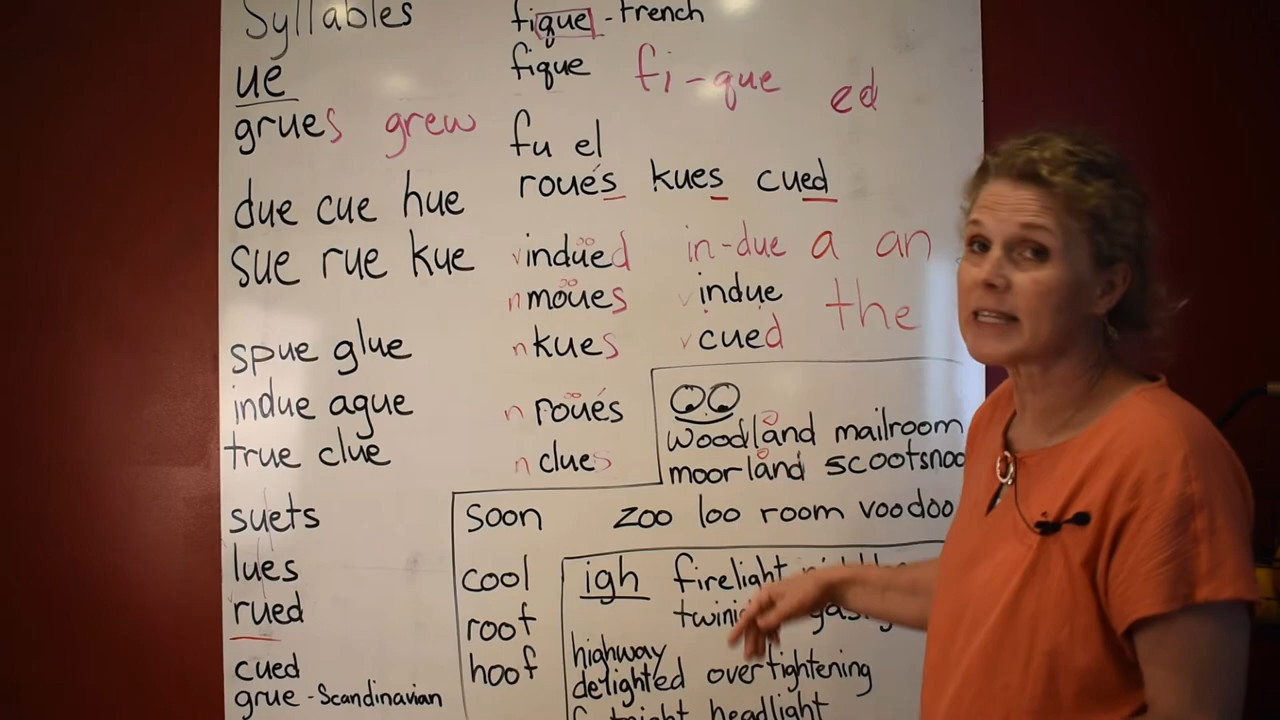 Syllables
ue
grues grew
due cue hue
sue rue kue
spue glue
indue ague
true clue
suets
lues
rued
cued
grue - Scandinavian
fique - French
fique fi-que ed
fu el
roués kues cued
v indued in-due a an
n moues v indue the
n kues v cued
n roués
n clues
woodland mailroom
moorland
soon zoo loo room voodoo
cool
roof
hoof
igh firelight
highway
delighted overtightening
headlight